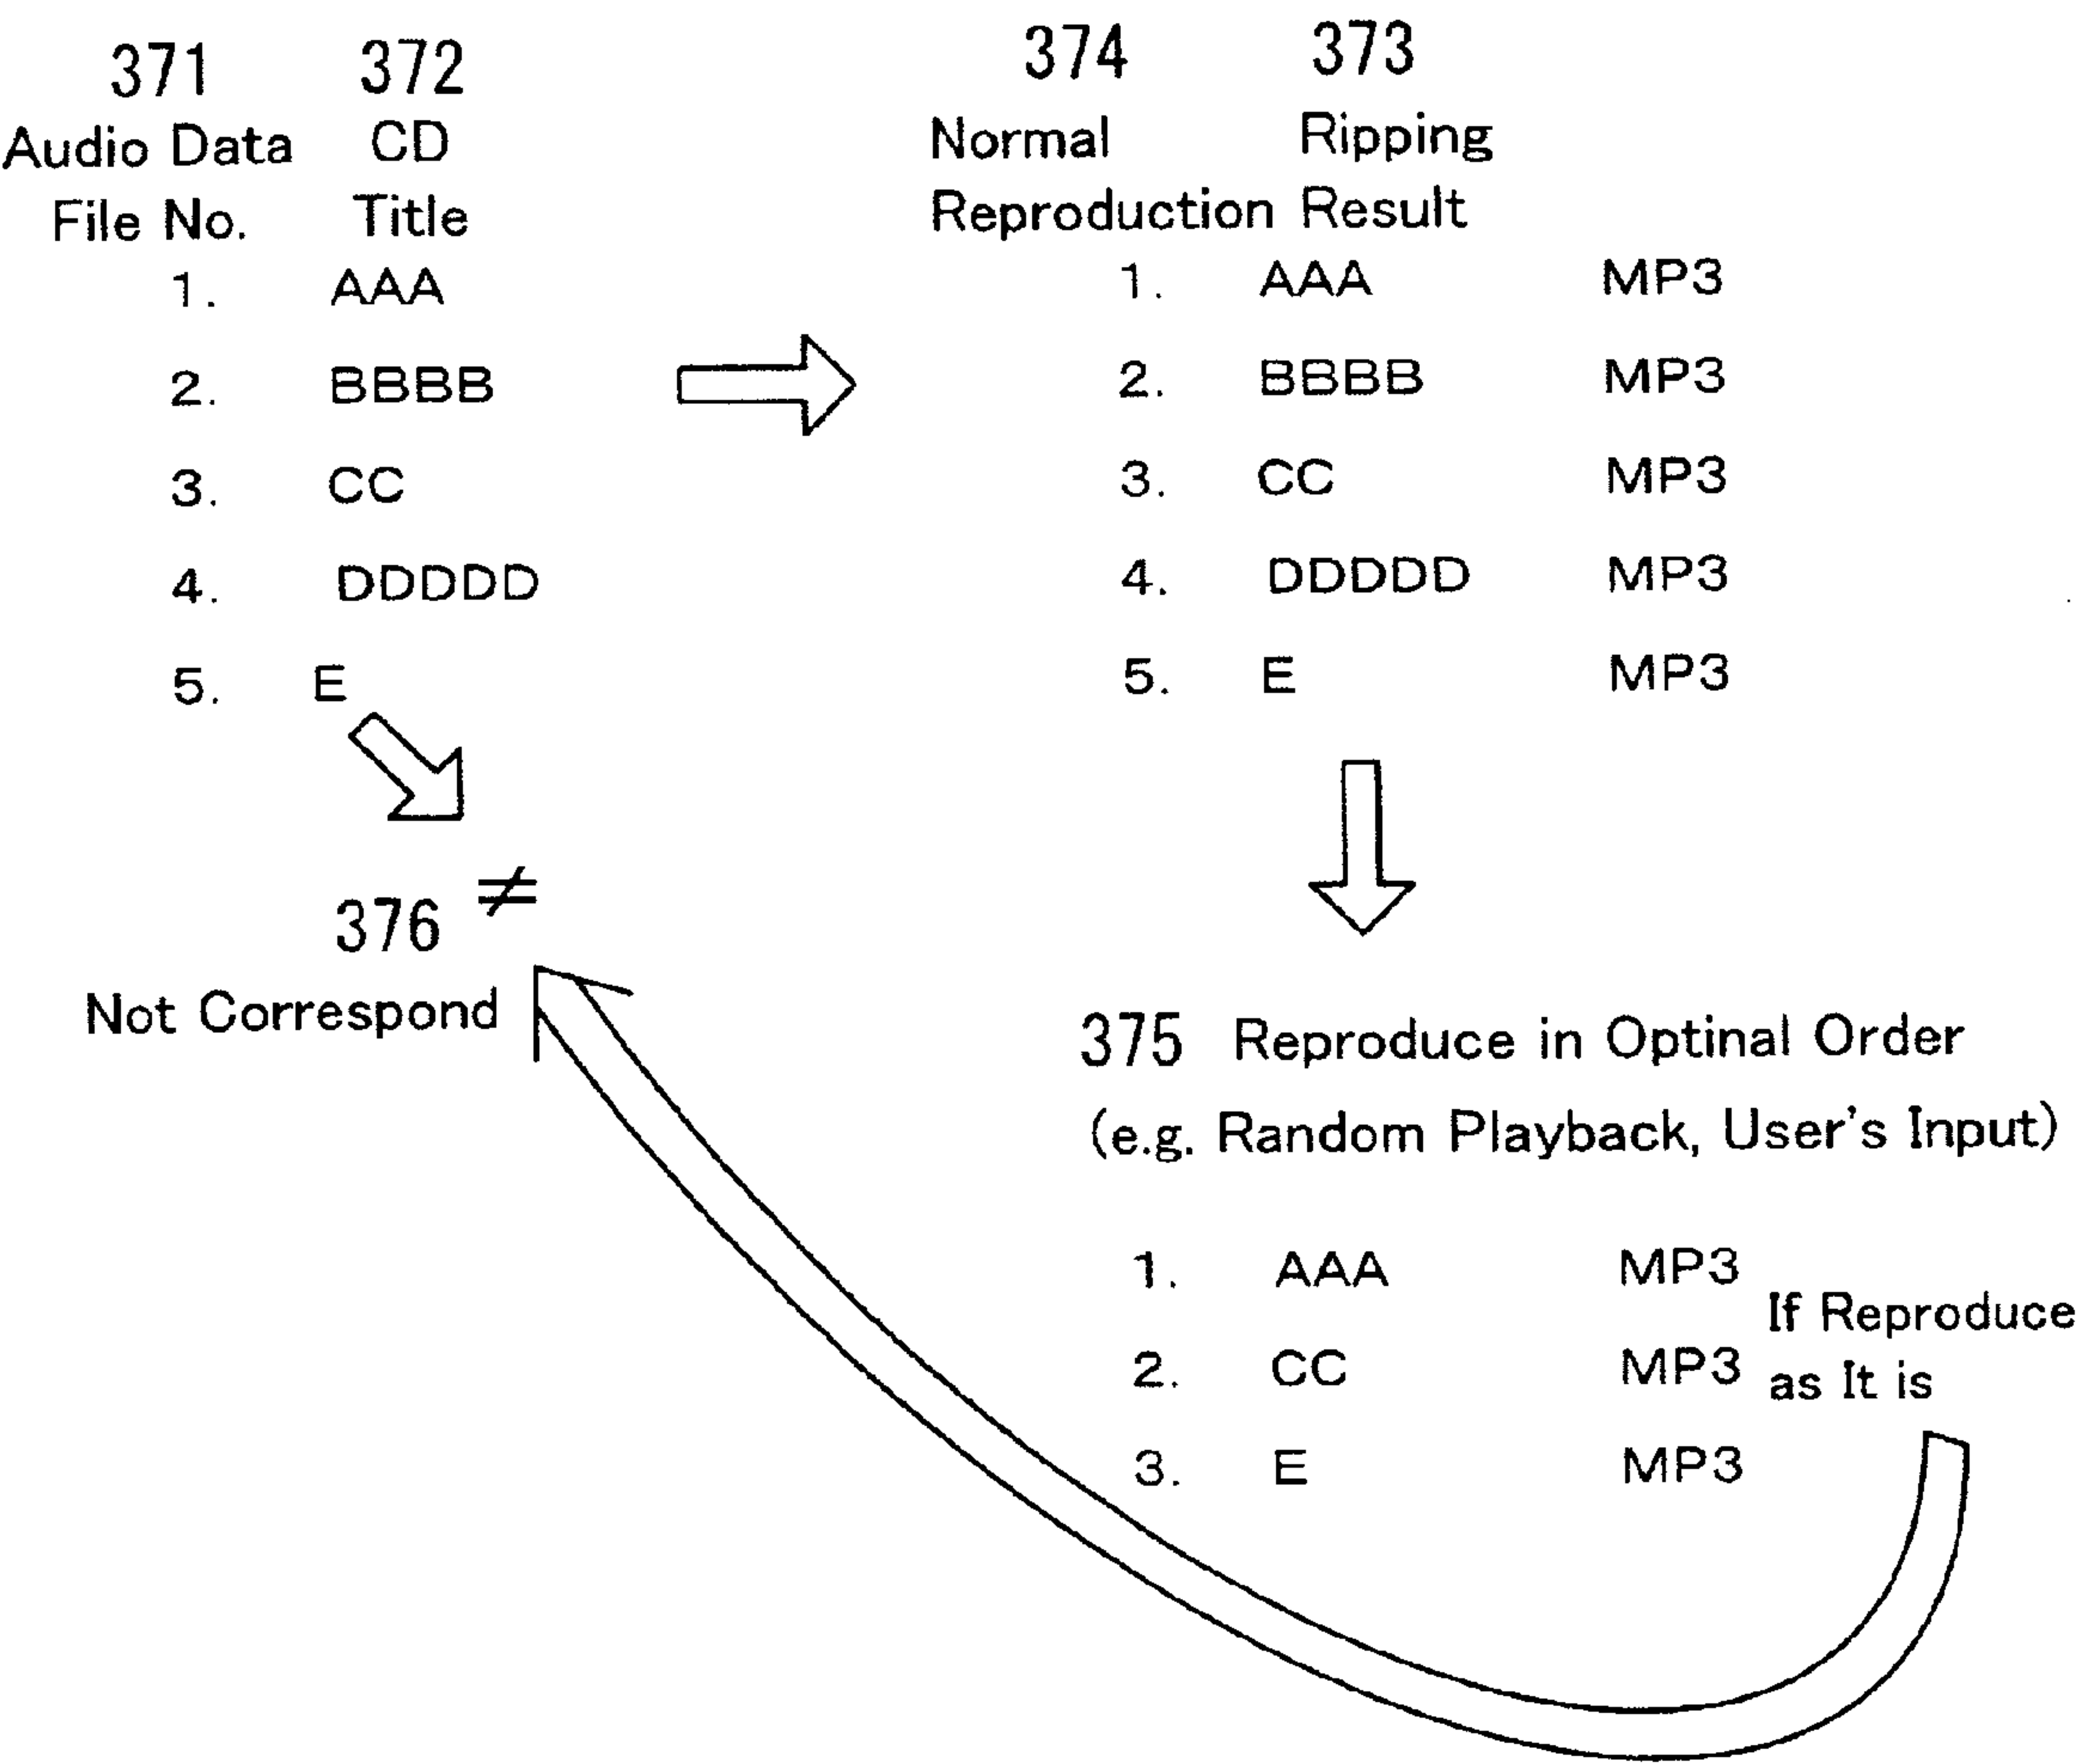 371 372
Audio Data CD
File No. Title
1. AAA
2. BBBB
3. CC
4. DDDDD
5. E
374 373
Normal Ripping
Reproduction Result
1. AAA MP3
2. BBBB MP3
3. CC MP3
4. DDDDD MP3
5. E MP3
≠
376
Not Correspond
375 Reproduce in Optinal Order
(e.g. Random Playback, User's Input)
1. AAA MP3
2. CC MP3
3. E MP3
If Reproduce
as It is